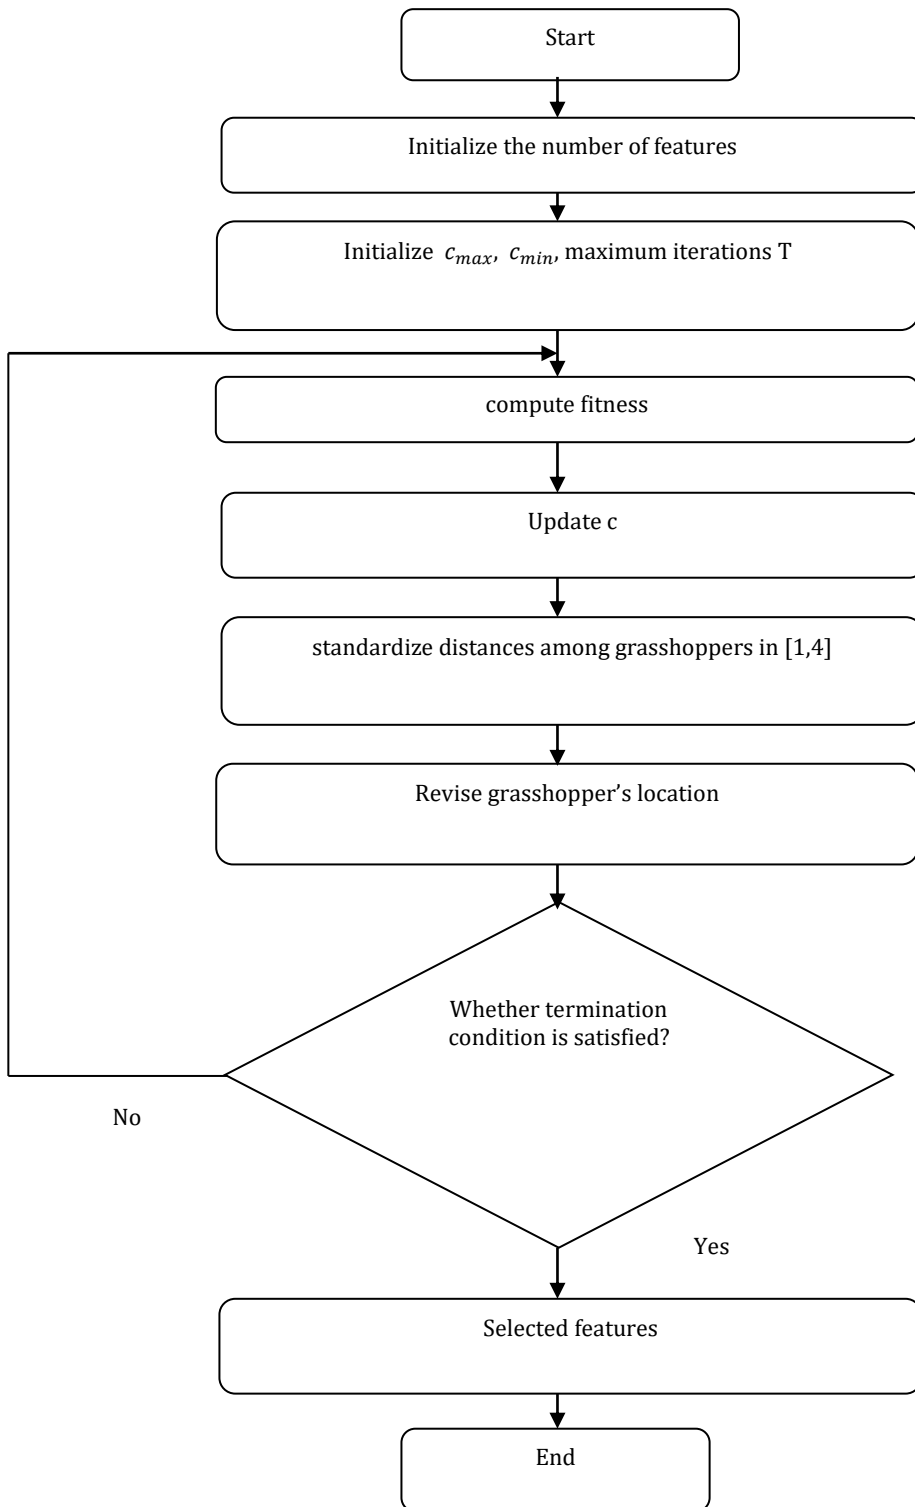 Start
Initialize the number of features
Initialize c_max, c_min, maximum iterations T
compute fitness
Update c
standardize distances among grasshoppers in [1,4]
Revise grasshopper’s location
Whether termination
condition is satisfied?
No
Yes
Selected features
End